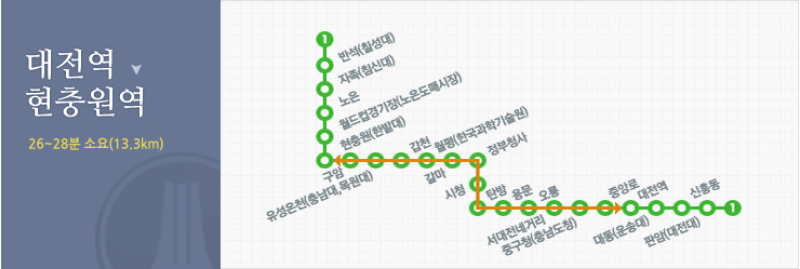 대전역
현충원역
26~28분 소요(13.3km)
1
반석(칠성대)
자족(침신대)
노은
월드컵경기장(노은도매시장)
현충원(한밭대)
구암
유성온천(충남대,목원대)
갑천
갈마
월평(한국과학기술원)
정부청사
시청
탄방
용문
오룡
서대전네거리
중구청(충남도청)
중앙로
대전역
대동(우송대)
신흥동
판암(대전대)
1